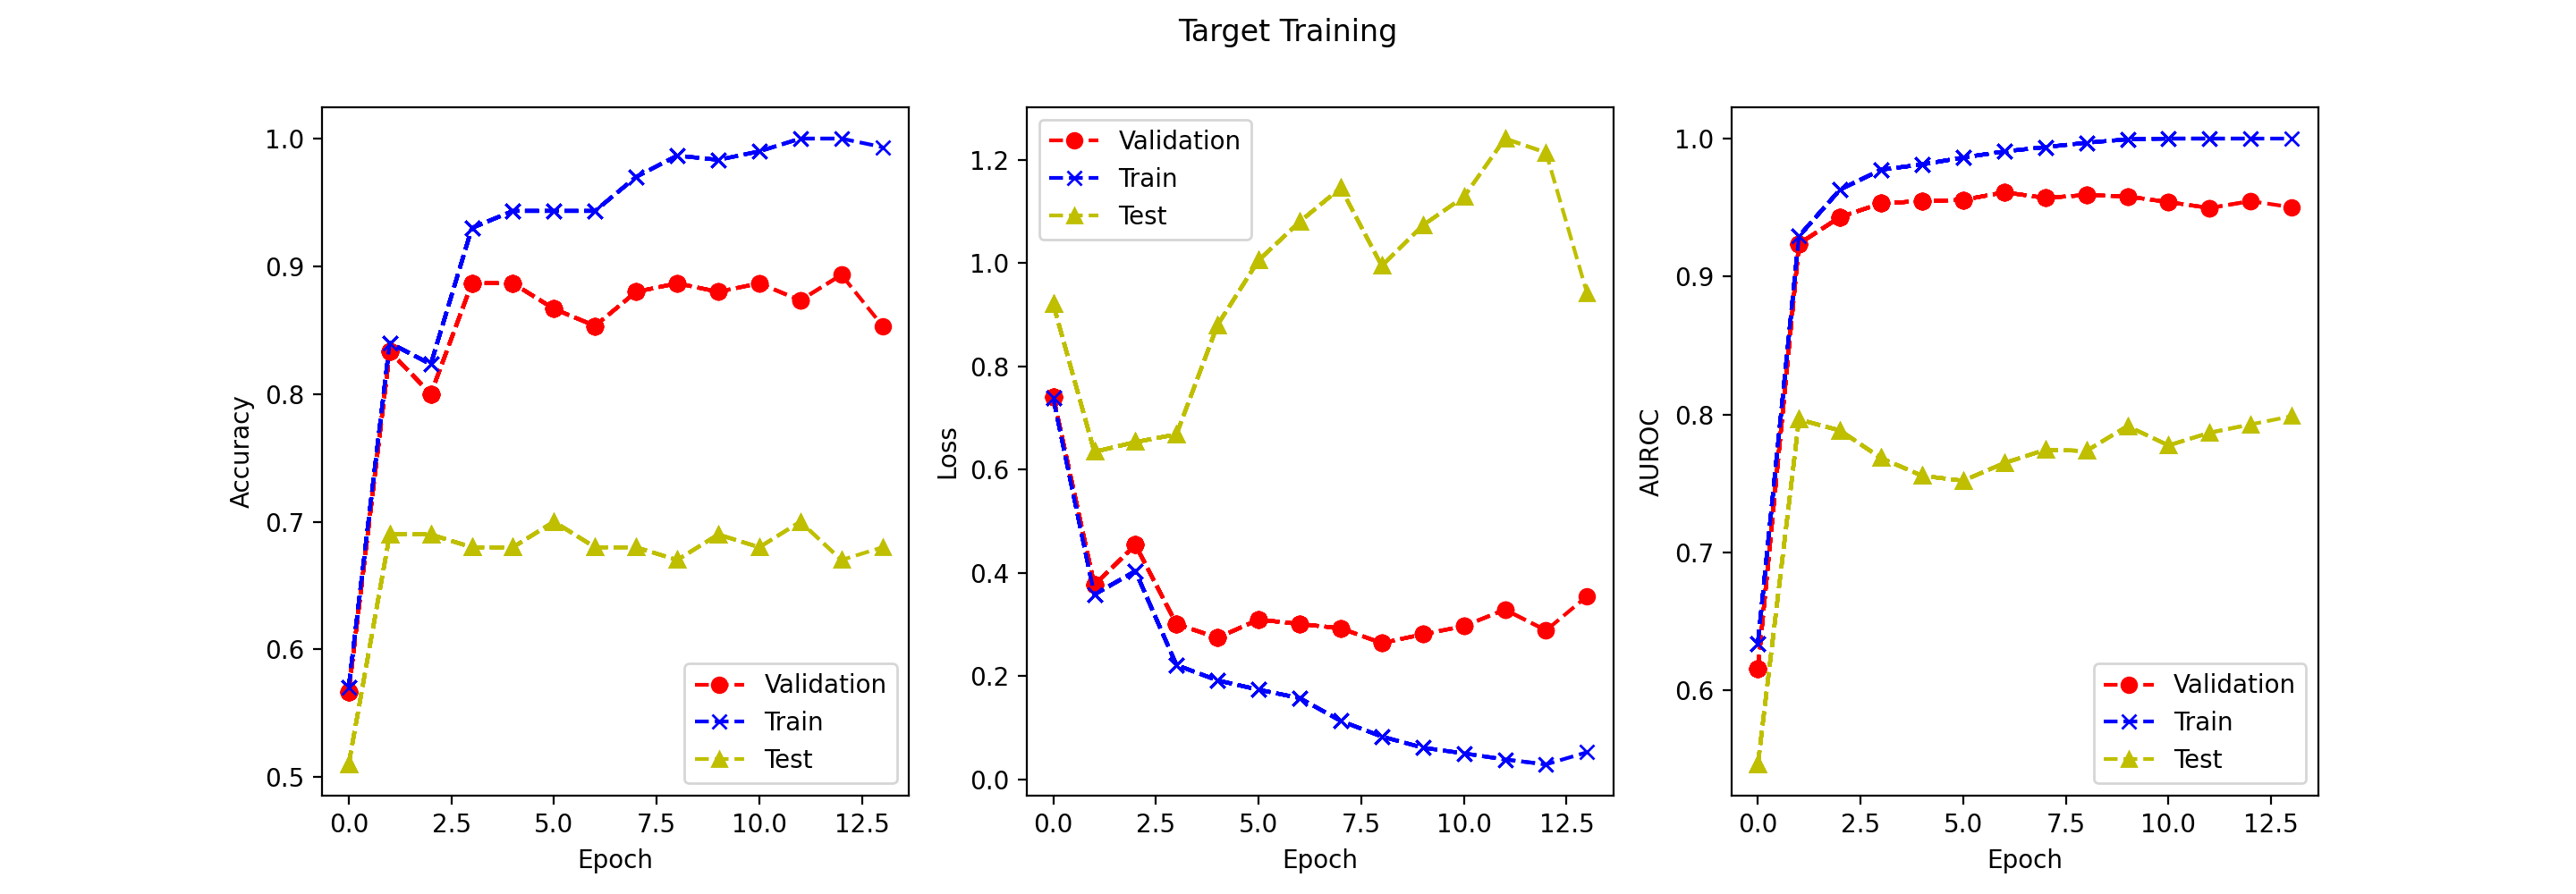 Target Training
Accuracy
1.0
0.9
0.8
0.7
0.6
0.5
0.0 2.5 5.0 7.5 10.0 12.5
Epoch
Validation
Train
Test
Loss
1.2
1.0
0.8
0.6
0.4
0.2
0.0
0.0 2.5 5.0 7.5 10.0 12.5
Epoch
Validation
Train
Test
AUROC
1.0
0.9
0.8
0.7
0.6
0.0 2.5 5.0 7.5 10.0 12.5
Epoch
Validation
Train
Test